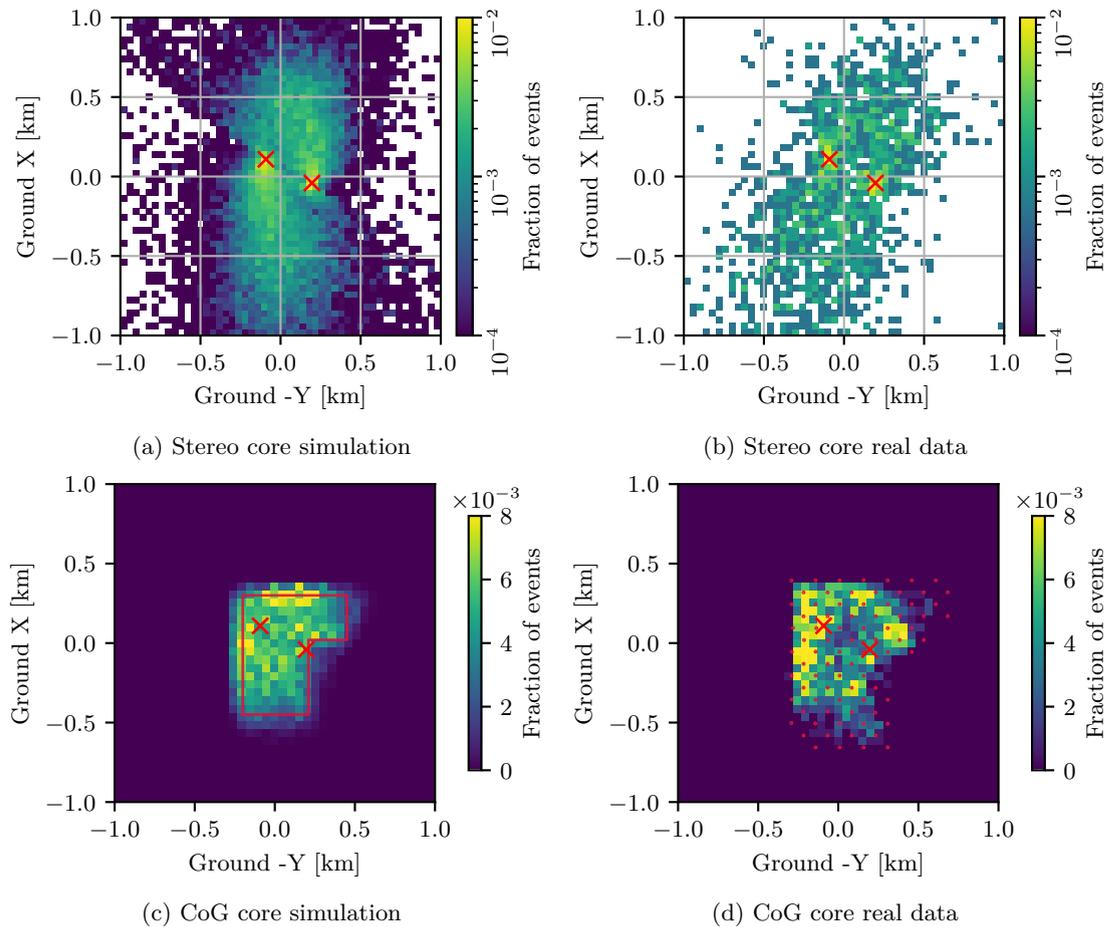 1.0
0.5
0.0
−0.5
−1.0
Ground X [km]
−1.0 −0.5 0.0 0.5 1.0
Ground -Y [km]
10⁻²
10⁻³
10⁻⁴
Fraction of events
(a) Stereo core simulation
1.0
0.5
0.0
−0.5
−1.0
Ground X [km]
−1.0 −0.5 0.0 0.5 1.0
Ground -Y [km]
10⁻²
10⁻³
10⁻⁴
Fraction of events
(b) Stereo core real data
1.0
0.5
0.0
−0.5
−1.0
Ground X [km]
−1.0 −0.5 0.0 0.5 1.0
Ground -Y [km]
×10⁻³
8
6
4
2
0
Fraction of events
(c) CoG core simulation
1.0
0.5
0.0
−0.5
−1.0
Ground X [km]
−1.0 −0.5 0.0 0.5 1.0
Ground -Y [km]
×10⁻³
8
6
4
2
0
Fraction of events
(d) CoG core real data